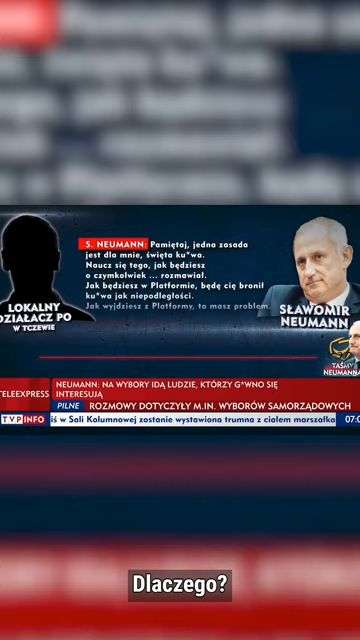 S. NEUMANN: Pamiętaj, jedna zasada
jest dla mnie, święta ku*wa.
Naucz się tego, jak będziesz
o czymkolwiek ... rozmawiał.
Jak będziesz w Platformie, będę cię bronił
ku*wa jak niepodległości.
Jak wyjdziesz z Platformy, to masz problem.
LOKALNY
DZIAŁACZ PO
W TCZEWIE
SŁAWOMIR
NEUMANN
TAŚMY
NEUMANNA
TELEEXPRESS
NEUMANN: NA WYBORY IDĄ LUDZIE, KTÓRZY G*WNO SIĘ
INTERESUJĄ
PILNE ROZMOWY DOTYCZYŁY M.IN. WYBORÓW SAMORZĄDOWYCH
TVP INFO iś w Sali Kolumnowej zostanie wystawiona trumna z ciałem marszałka 07:0
Dlaczego?